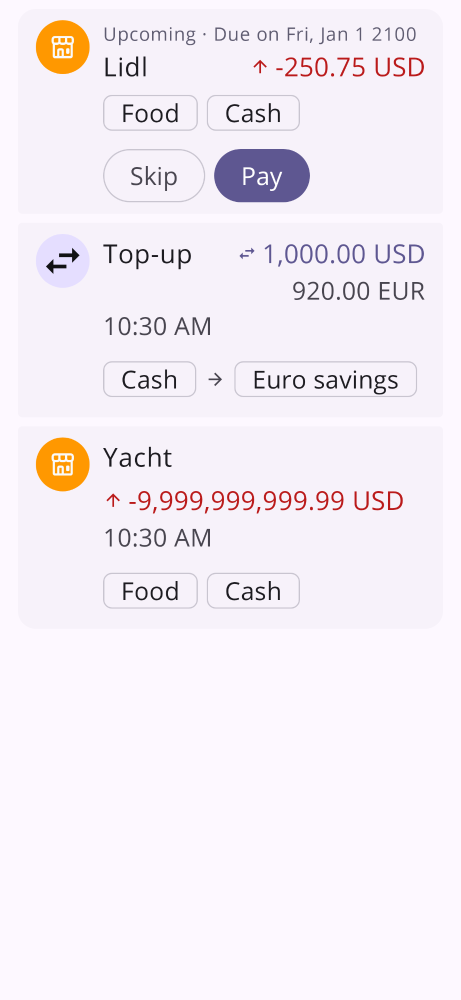 Upcoming · Due on Fri, Jan 1 2100
Lidl -250.75 USD
Food Cash
Skip Pay
Top-up 1,000.00 USD
920.00 EUR
10:30 AM
Cash → Euro savings
Yacht
-9,999,999,999.99 USD
10:30 AM
Food Cash